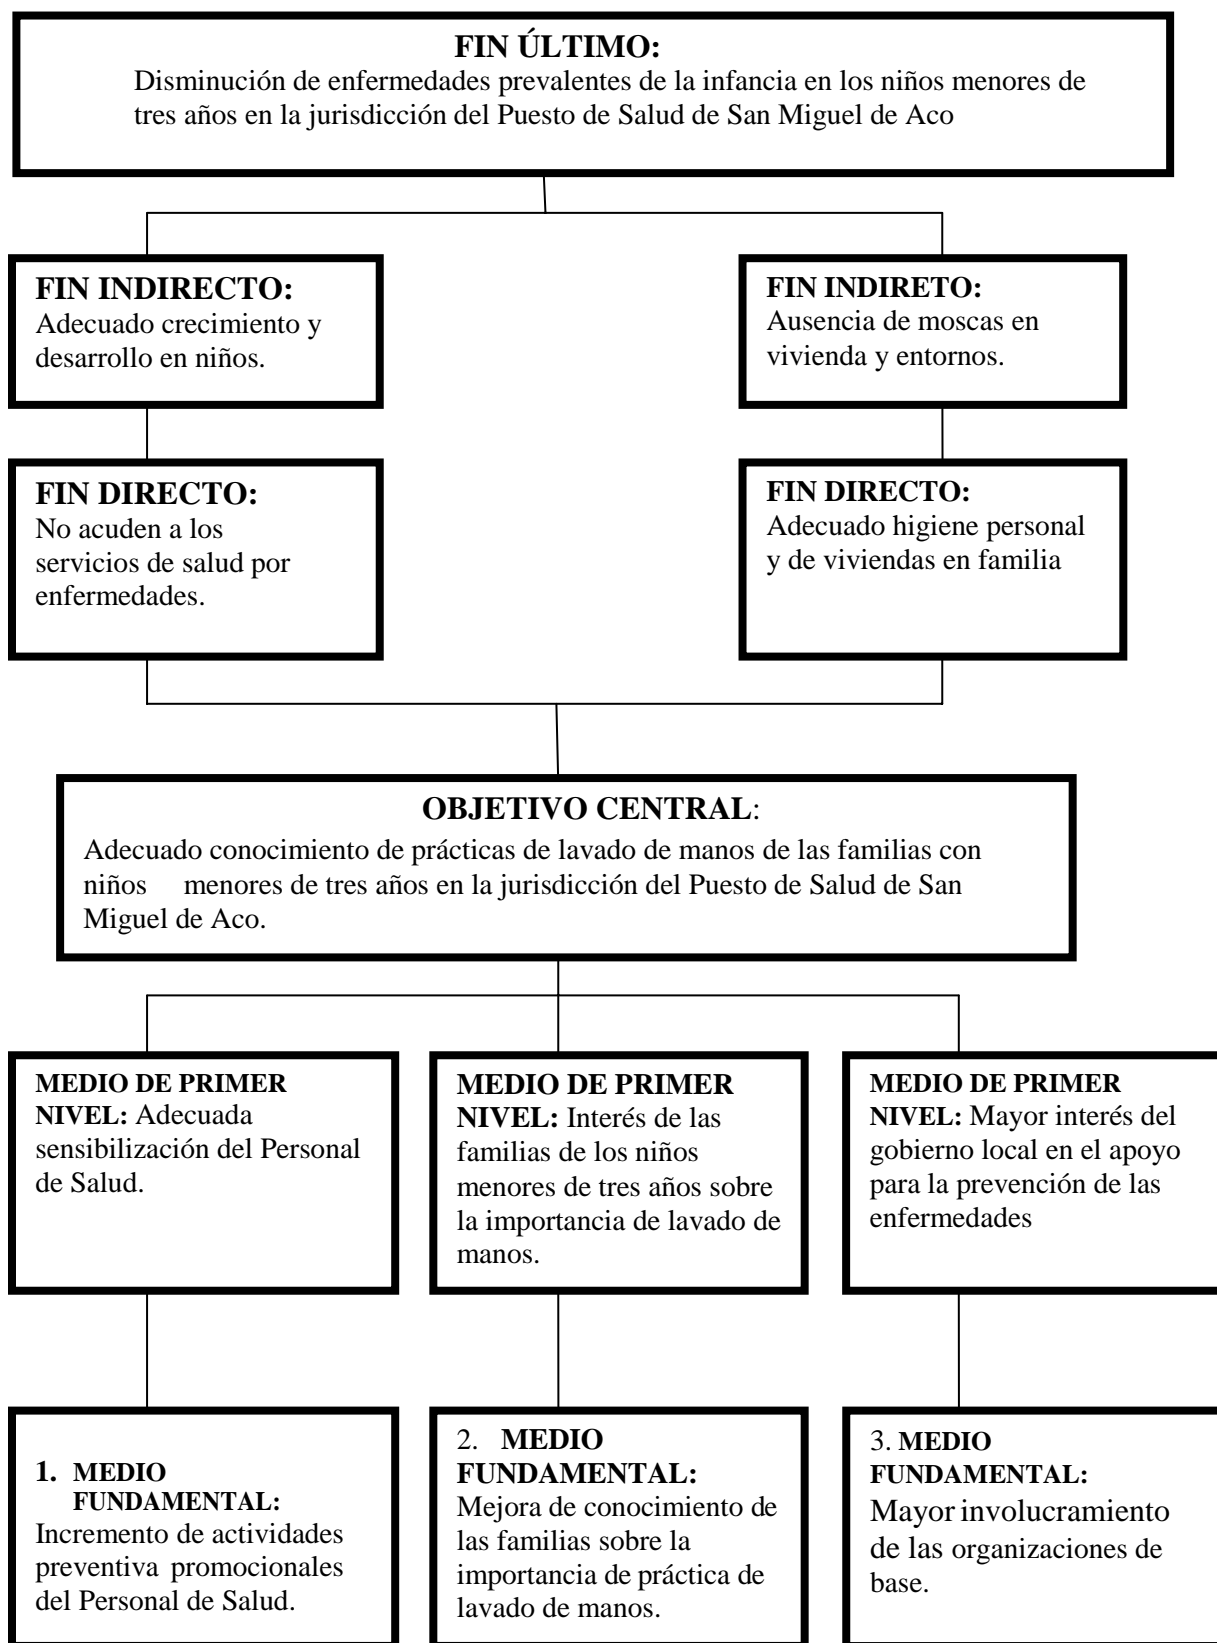 FIN ÚLTIMO:
Disminución de enfermedades prevalentes de la infancia en los niños menores de
tres años en la jurisdicción del Puesto de Salud de San Miguel de Aco
FIN INDIRECTO:
Adecuado crecimiento y
desarrollo en niños.
FIN INDIRETO:
Ausencia de moscas en
vivienda y entornos.
FIN DIRECTO:
No acuden a los
servicios de salud por
enfermedades.
FIN DIRECTO:
Adecuado higiene personal
y de viviendas en familia
OBJETIVO CENTRAL:
Adecuado conocimiento de prácticas de lavado de manos de las familias con
niños menores de tres años en la jurisdicción del Puesto de Salud de San
Miguel de Aco.
MEDIO DE PRIMER
NIVEL: Adecuada
sensibilización del Personal
de Salud.
MEDIO DE PRIMER
NIVEL: Interés de las
familias de los niños
menores de tres años sobre
la importancia de lavado de
manos.
MEDIO DE PRIMER
NIVEL: Mayor interés del
gobierno local en el apoyo
para la prevención de las
enfermedades
1. MEDIO
FUNDAMENTAL:
Incremento de actividades
preventiva promocionales
del Personal de Salud.
2. MEDIO
FUNDAMENTAL:
Mejora de conocimiento de
las familias sobre la
importancia de práctica de
lavado de manos.
3. MEDIO
FUNDAMENTAL:
Mayor involucramiento
de las organizaciones de
base.